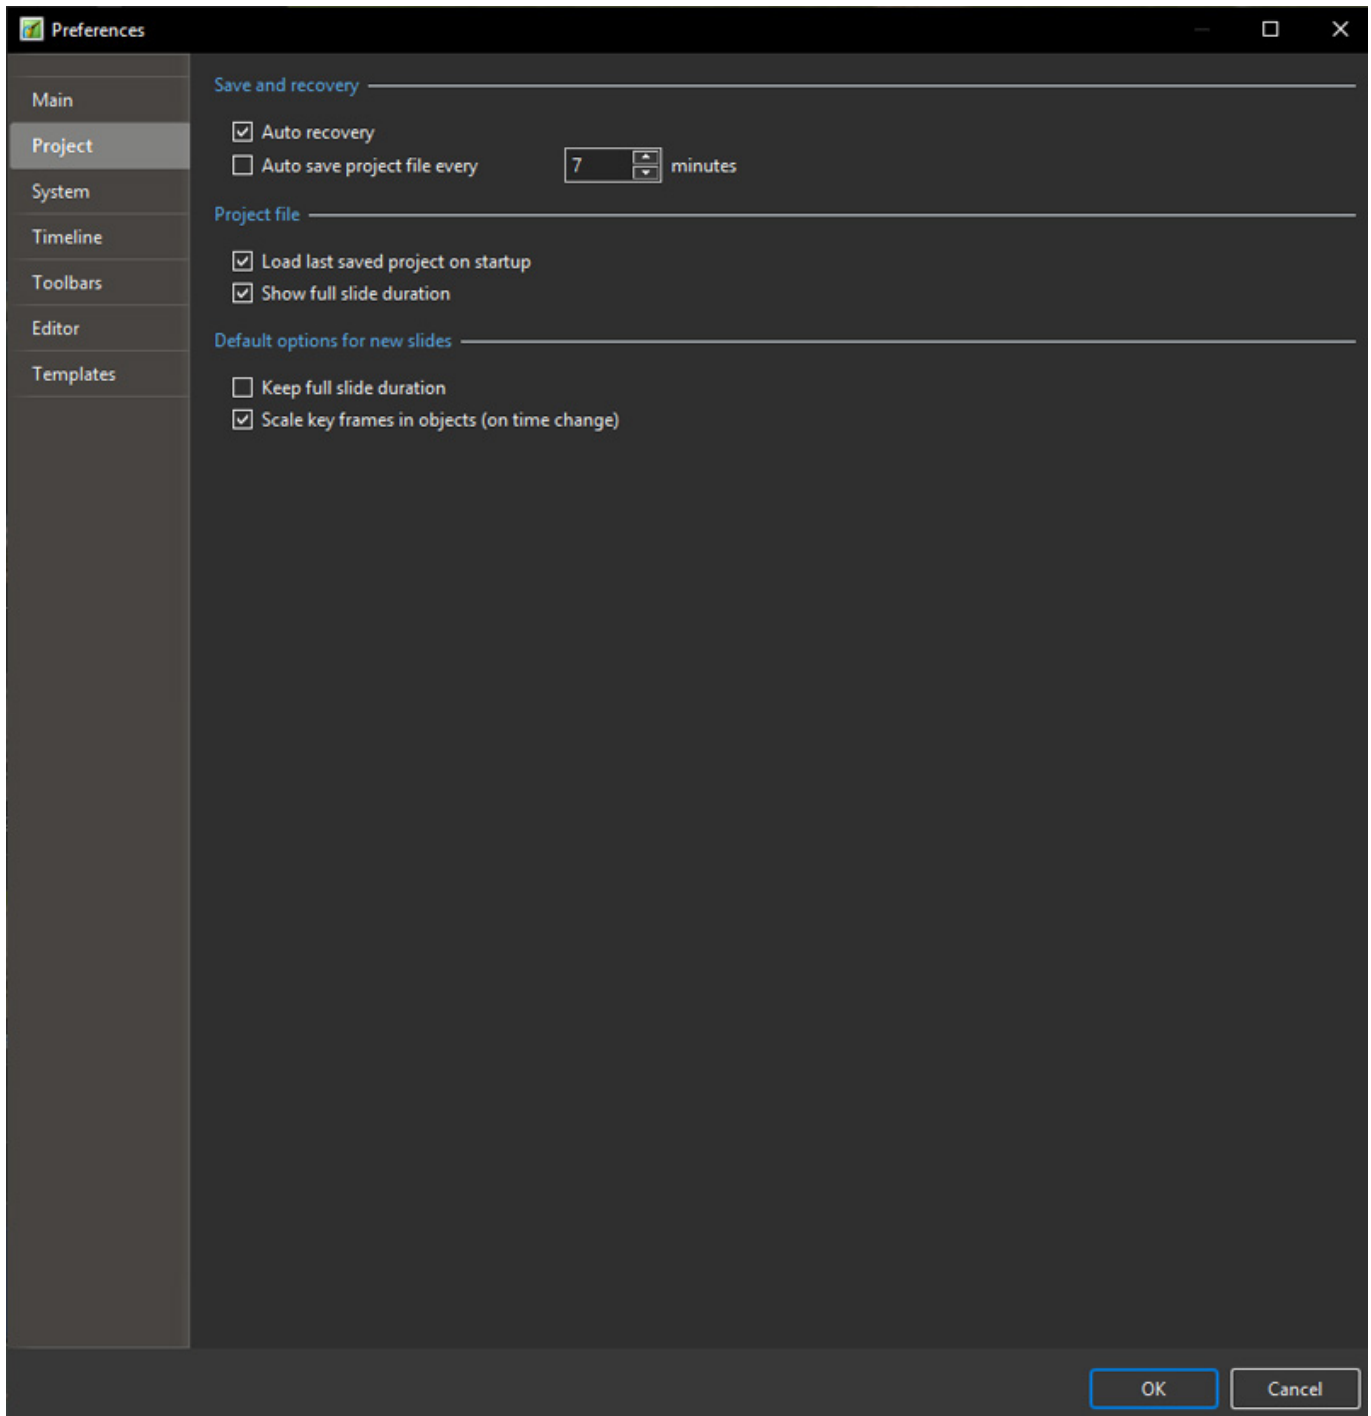 Preferences
Main
Project
System
Timeline
Toolbars
Editor
Templates
Save and recovery
Auto recovery
Auto save project file every 7 minutes
Project file
Load last saved project on startup
Show full slide duration
Default options for new slides
Keep full slide duration
Scale key frames in objects (on time change)
OK Cancel